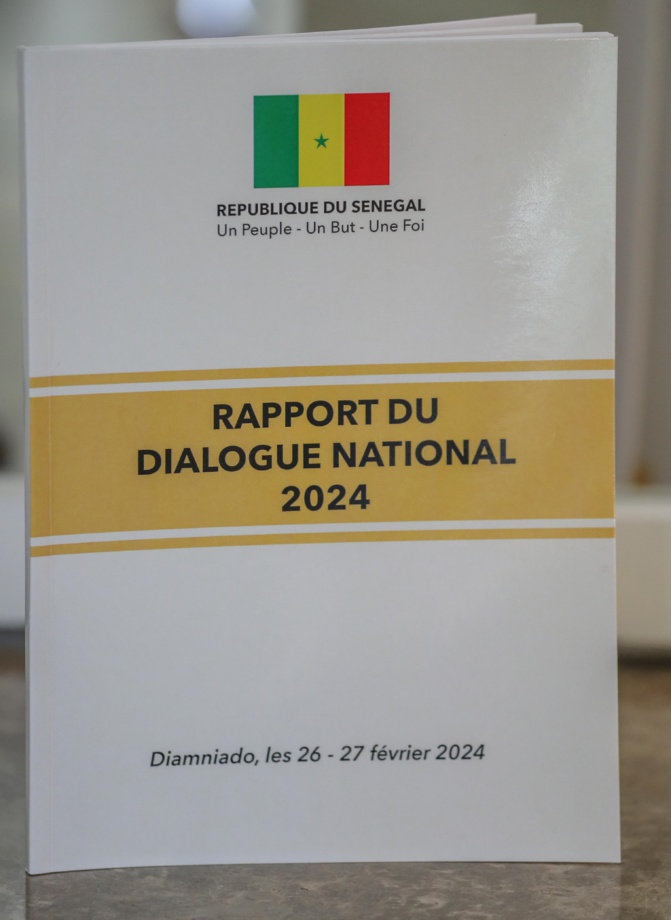 REPUBLIQUE DU SENEGAL
Un Peuple - Un But - Une Foi
RAPPORT DU
DIALOGUE NATIONAL
2024
Diamniado, les 26 - 27 février 2024